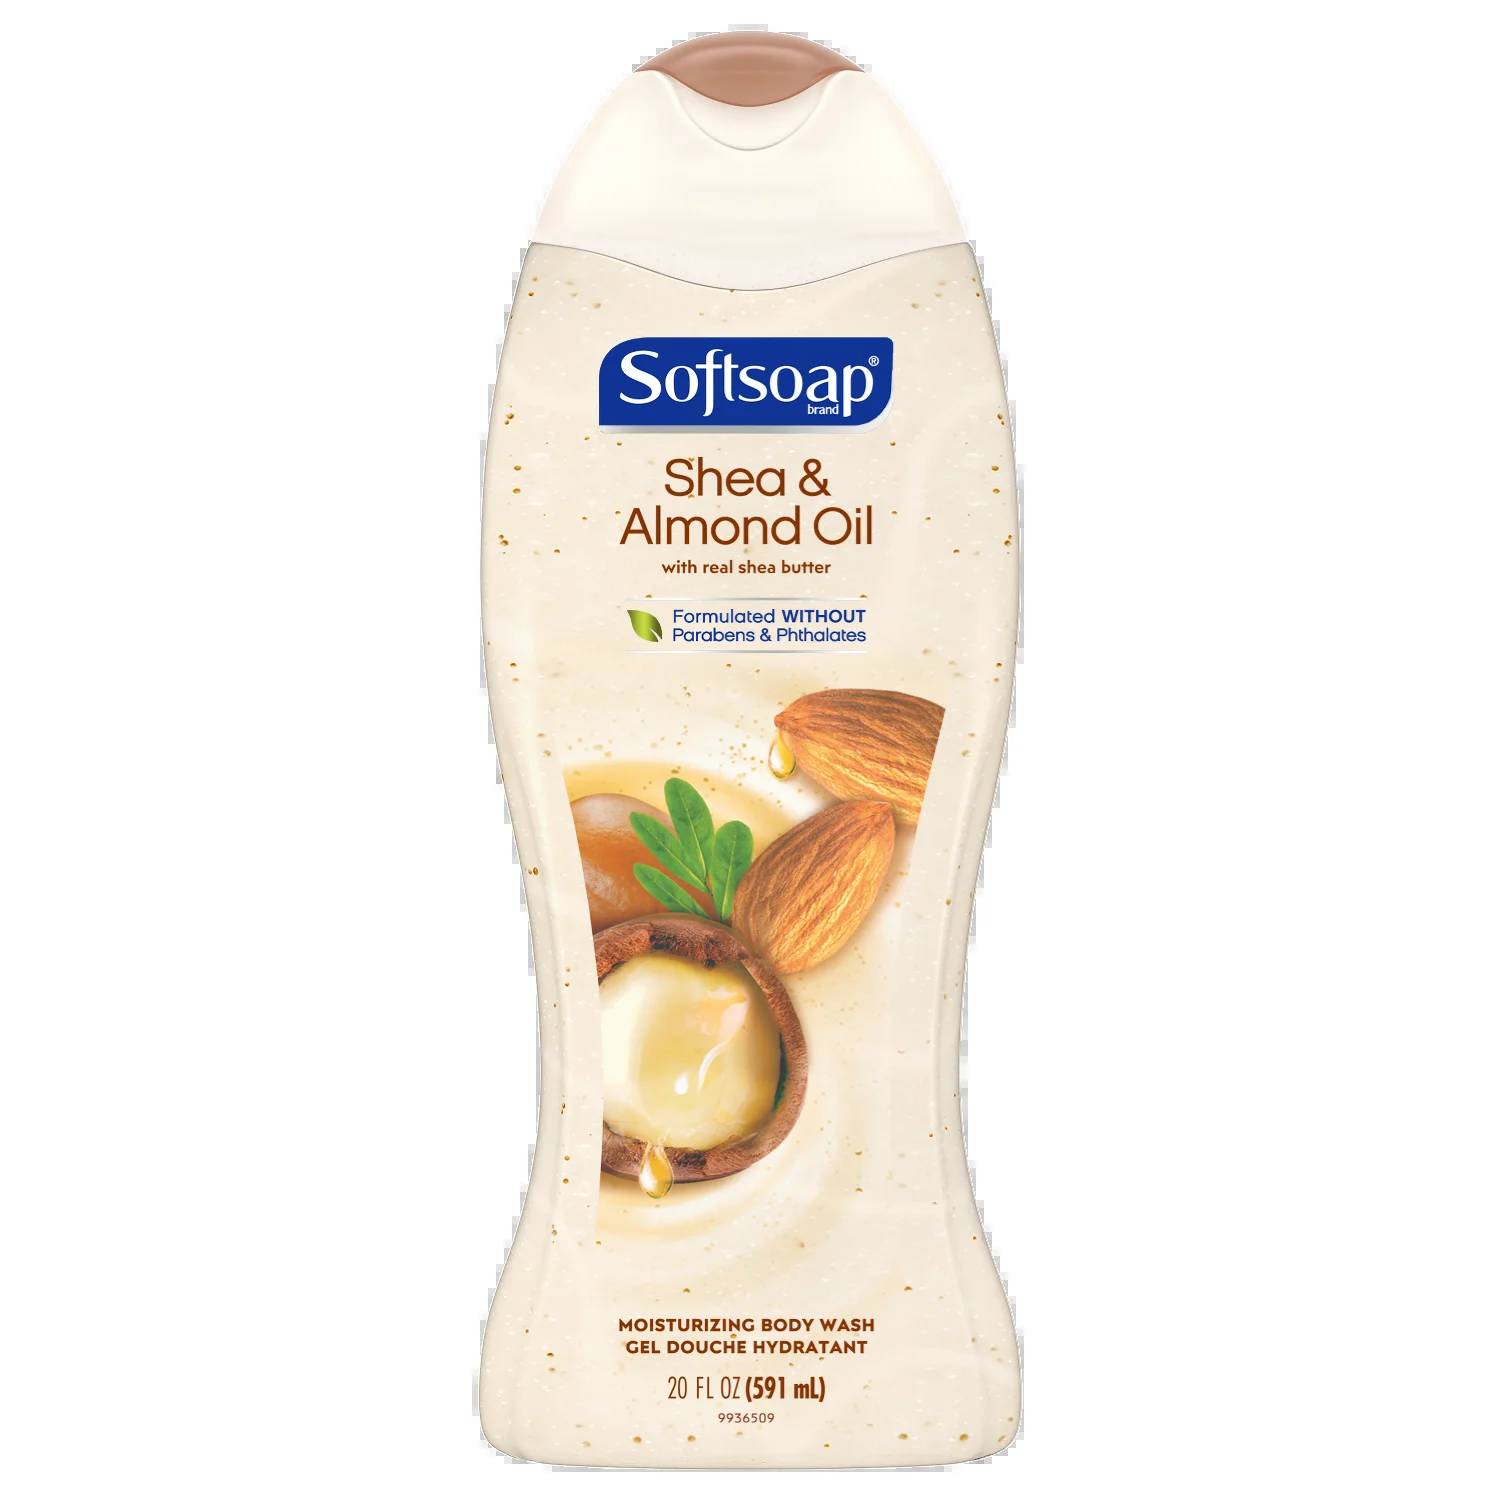 Softsoap®
brand
Shea &
Almond Oil
with real shea butter
Formulated WITHOUT
Parabens & Phthalates
MOISTURIZING BODY WASH
GEL DOUCHE HYDRATANT
20 FL OZ (591 mL)
9936509